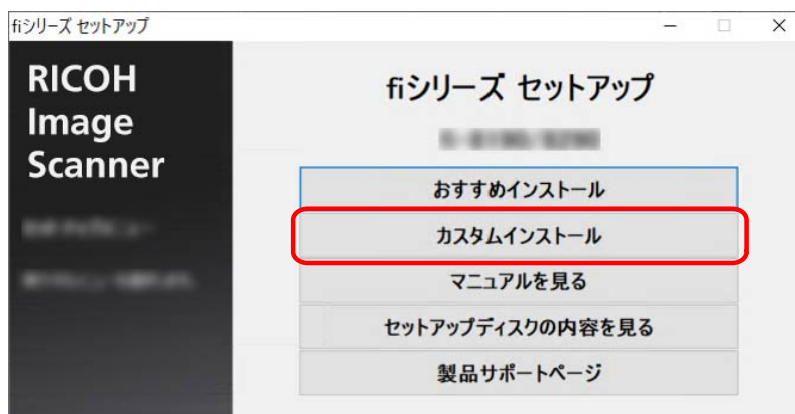 fiシリーズ セットアップ
RICOH
Image
Scanner
fiシリーズ セットアップ
おすすめインストール
カスタムインストール
マニュアルを見る
セットアップディスクの内容を見る
製品サポートページ